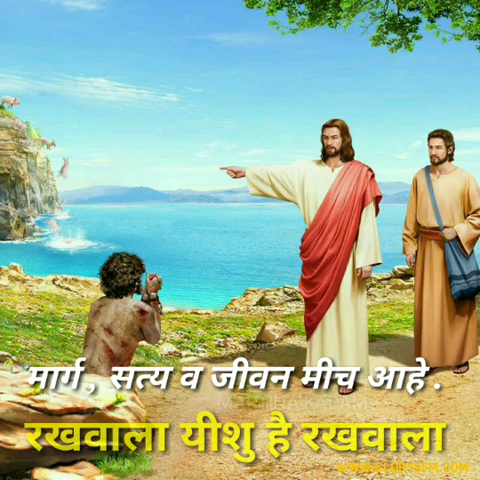 मार्ग , सत्य व जीवन मीच आहे .
रखवाला यीशु है रखवाला